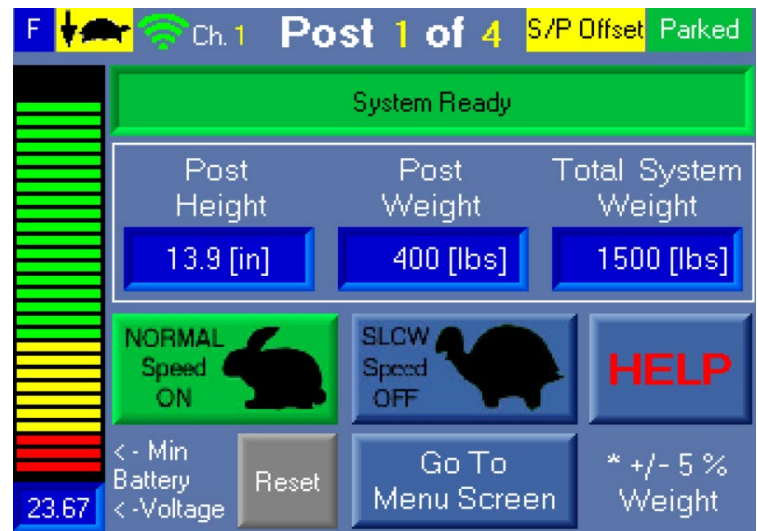 F Ch. 1 Post 1 of 4 S/P Offset Parked
System Ready
Post Height
Post Weight
Total System Weight
13.9 [in] 400 [lbs] 1500 [lbs]
NORMAL
Speed
ON
SLOW
Speed
OFF
HELP
< - Min
Battery
< -Voltage
Reset
Go To
Menu Screen
* +/- 5 %
Weight
23.67